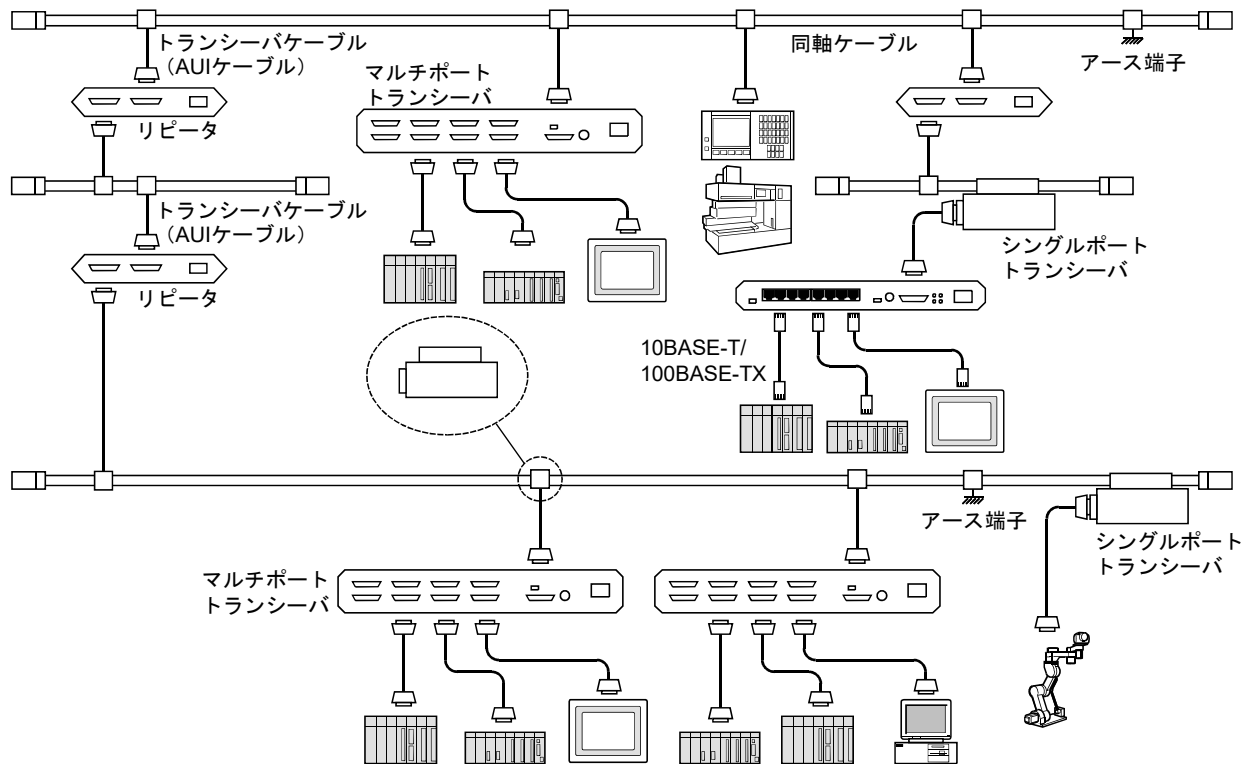 トランシーバケーブル
（AUIケーブル）
マルチポート
トランシーバ
同軸ケーブル
アース端子
リピータ
トランシーバケーブル
（AUIケーブル）
シングルポート
トランシーバ
リピータ
10BASE-T/
100BASE-TX
アース端子
シングルポート
トランシーバ
マルチポート
トランシーバ